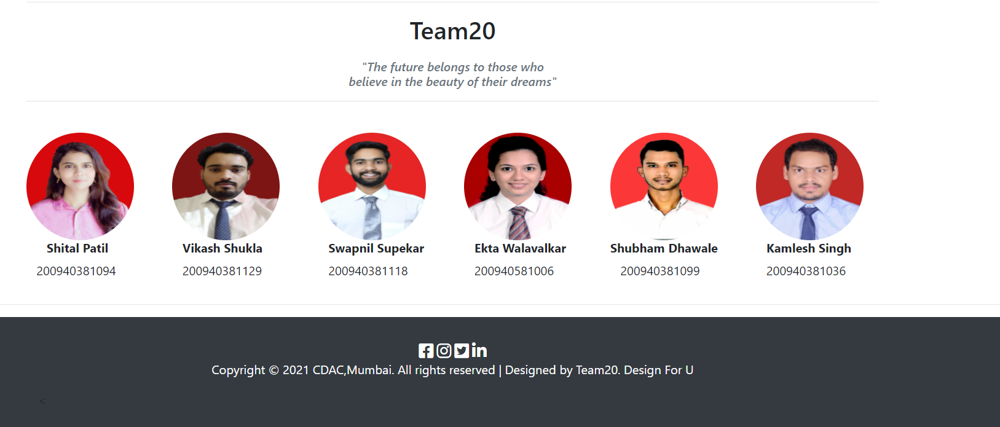 Team20
"The future belongs to those who
believe in the beauty of their dreams"
Shital Patil Vikash Shukla Swapnil Supekar Ekta Walavalkar Shubham Dhawale Kamlesh Singh
200940381094 200940381129 200940381118 200940581006 200940381099 200940381036
Copyright © 2021 CDAC,Mumbai. All rights reserved | Designed by Team20. Design For U
<